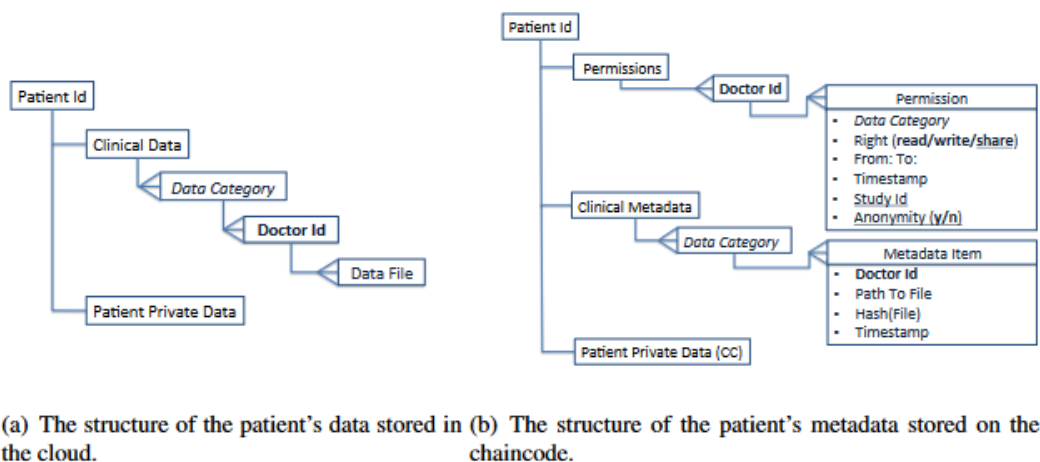 Patient Id
Clinical Data
Data Category
Doctor Id
Data File
Patient Private Data
Patient Id
Permissions
Doctor Id
Permission
▪ Data Category
▪ Right (read/write/share)
▪ From: To:
▪ Timestamp
▪ Study Id
▪ Anonymity (y/n)
Clinical Metadata
Data Category
Metadata Item
▪ Doctor Id
▪ Path To File
▪ Hash(File)
▪ Timestamp
Patient Private Data (CC)
(a) The structure of the patient's data stored in
the cloud.
(b) The structure of the patient's metadata stored on the
chaincode.